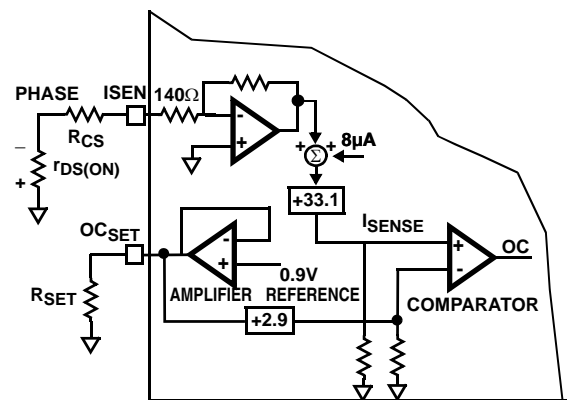 PHASE ISEN 140Ω
RCS
rDS(ON)
− +
- +
+ Σ + 8µA
+33.1
ISENSE
OCSET
RSET
- +
0.9V
AMPLIFIER REFERENCE
+2.9
+ -
OC
COMPARATOR